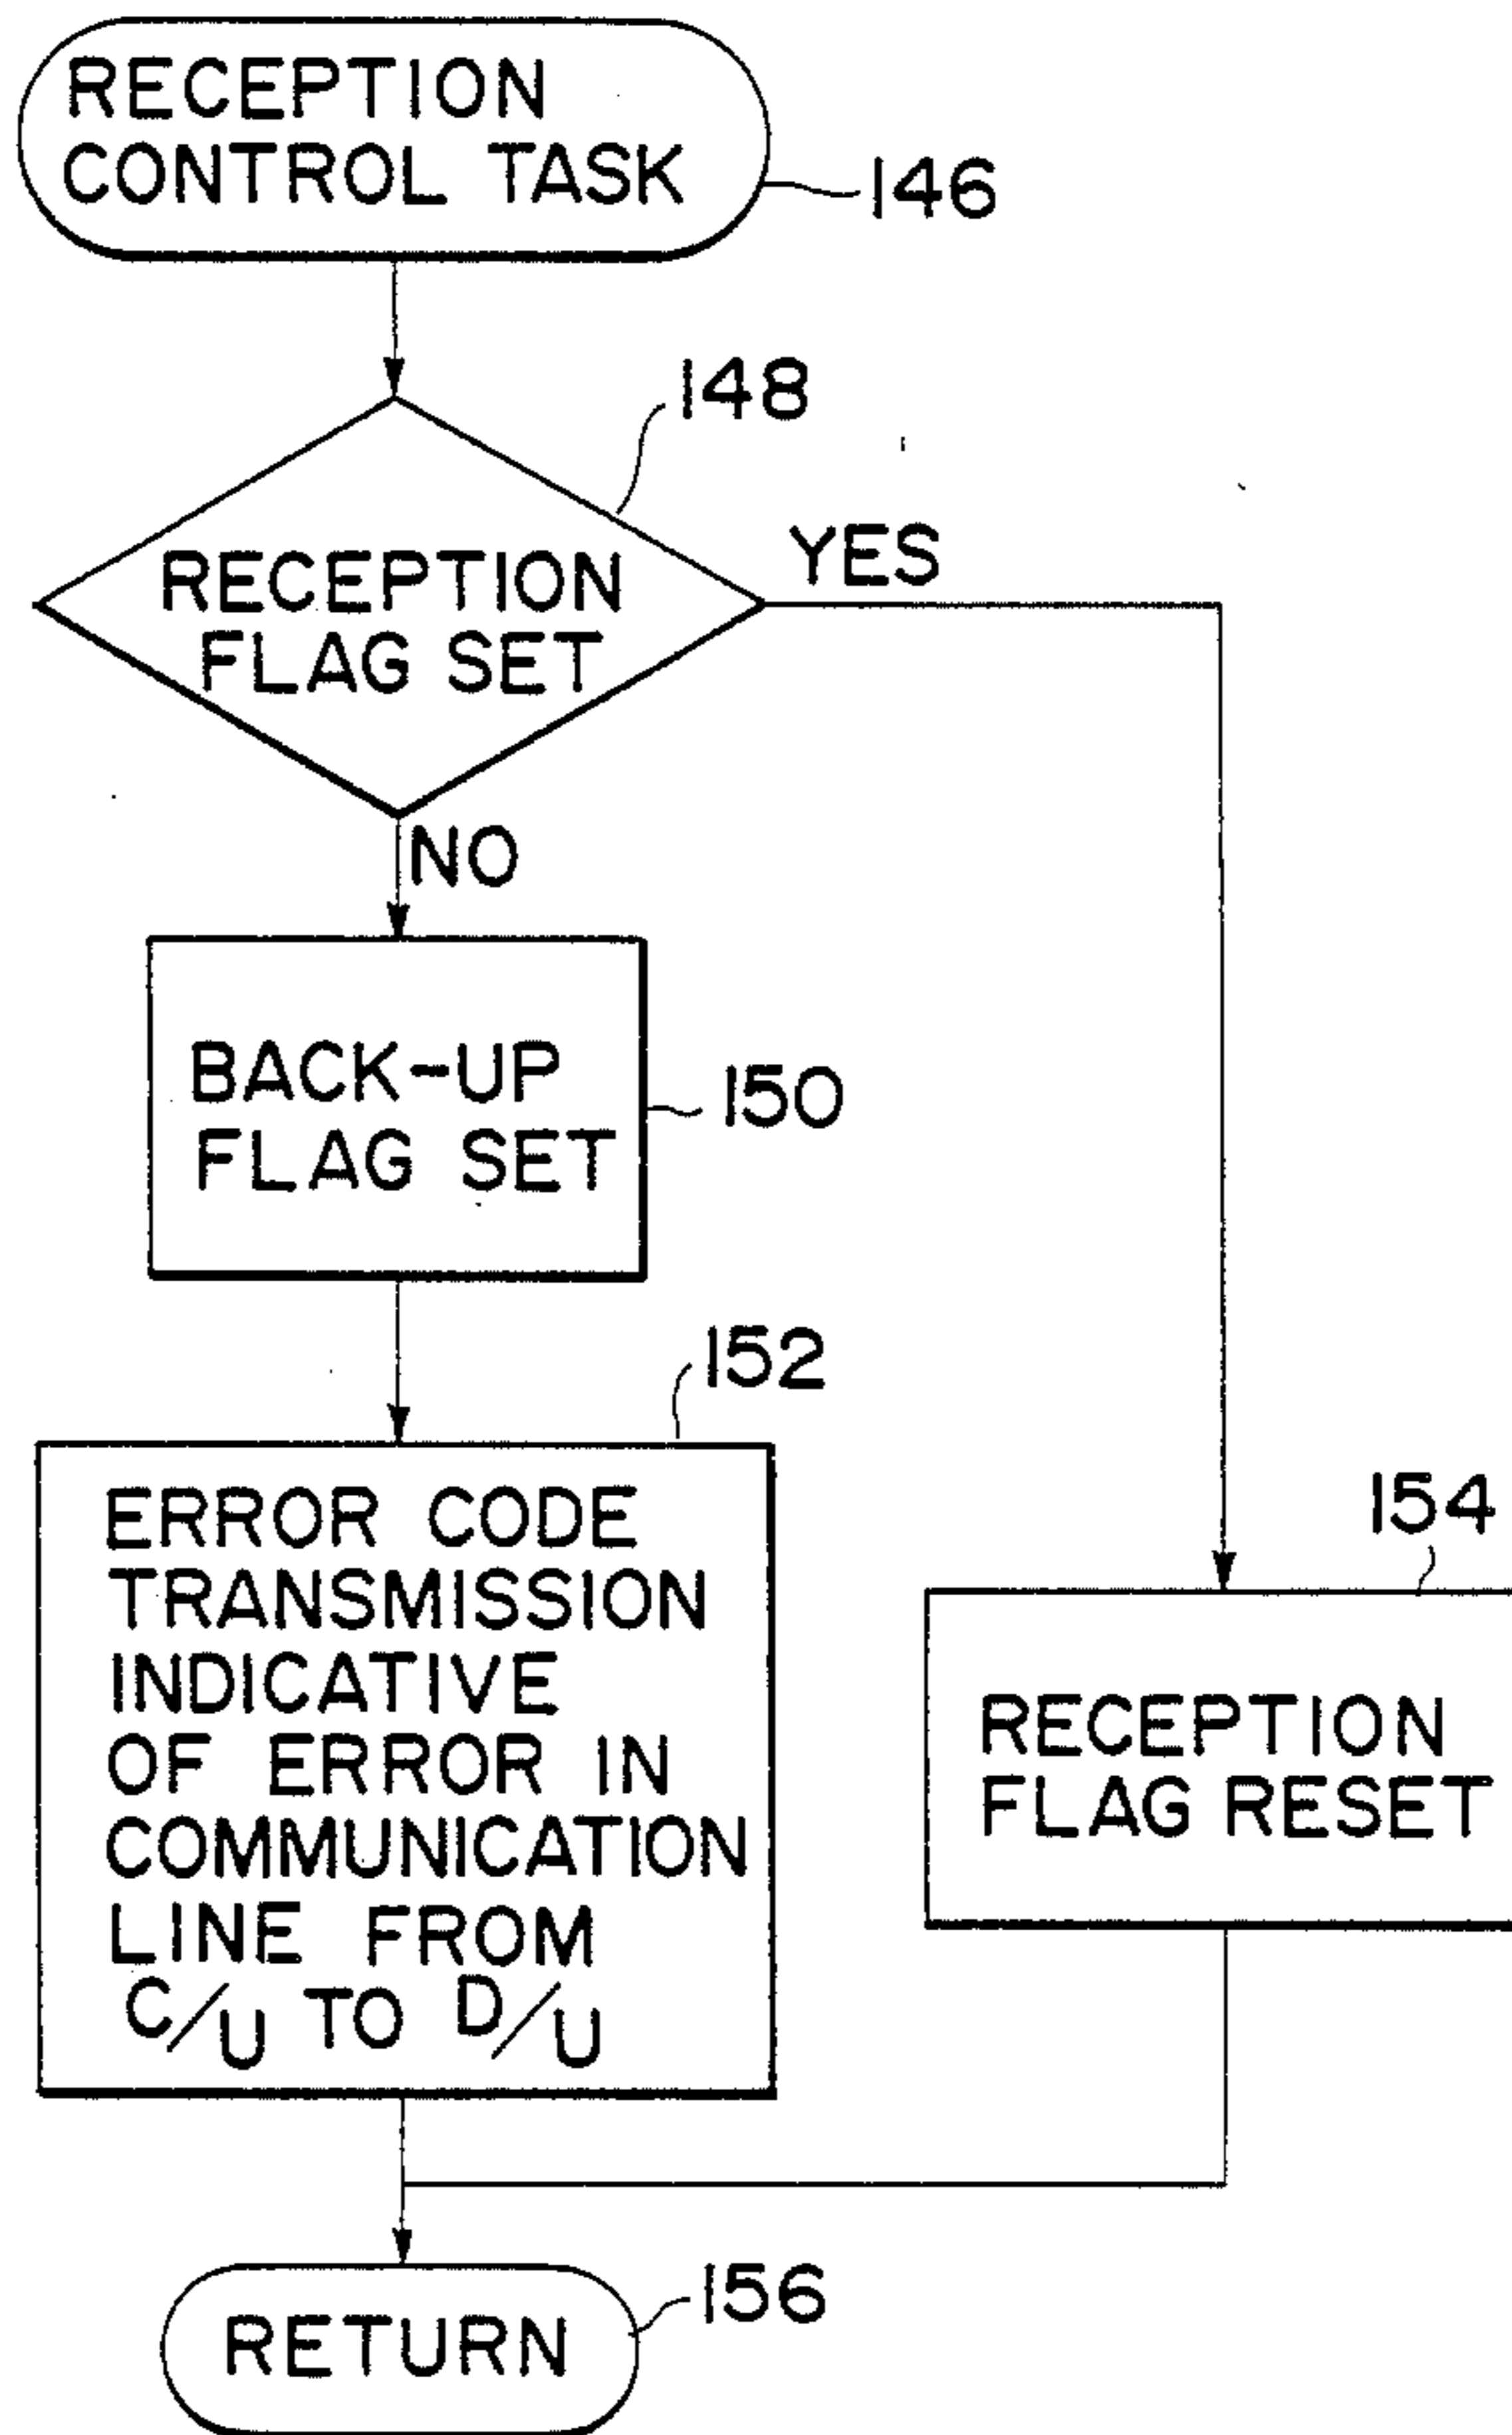 RECEPTION
CONTROL TASK
146
148
RECEPTION
FLAG SET
YES
NO
BACK-UP
FLAG SET
150
152
ERROR CODE
TRANSMISSION
INDICATIVE
OF ERROR IN
COMMUNICATION
LINE FROM
C/U TO D/U
154
RECEPTION
FLAG RESET
RETURN
156